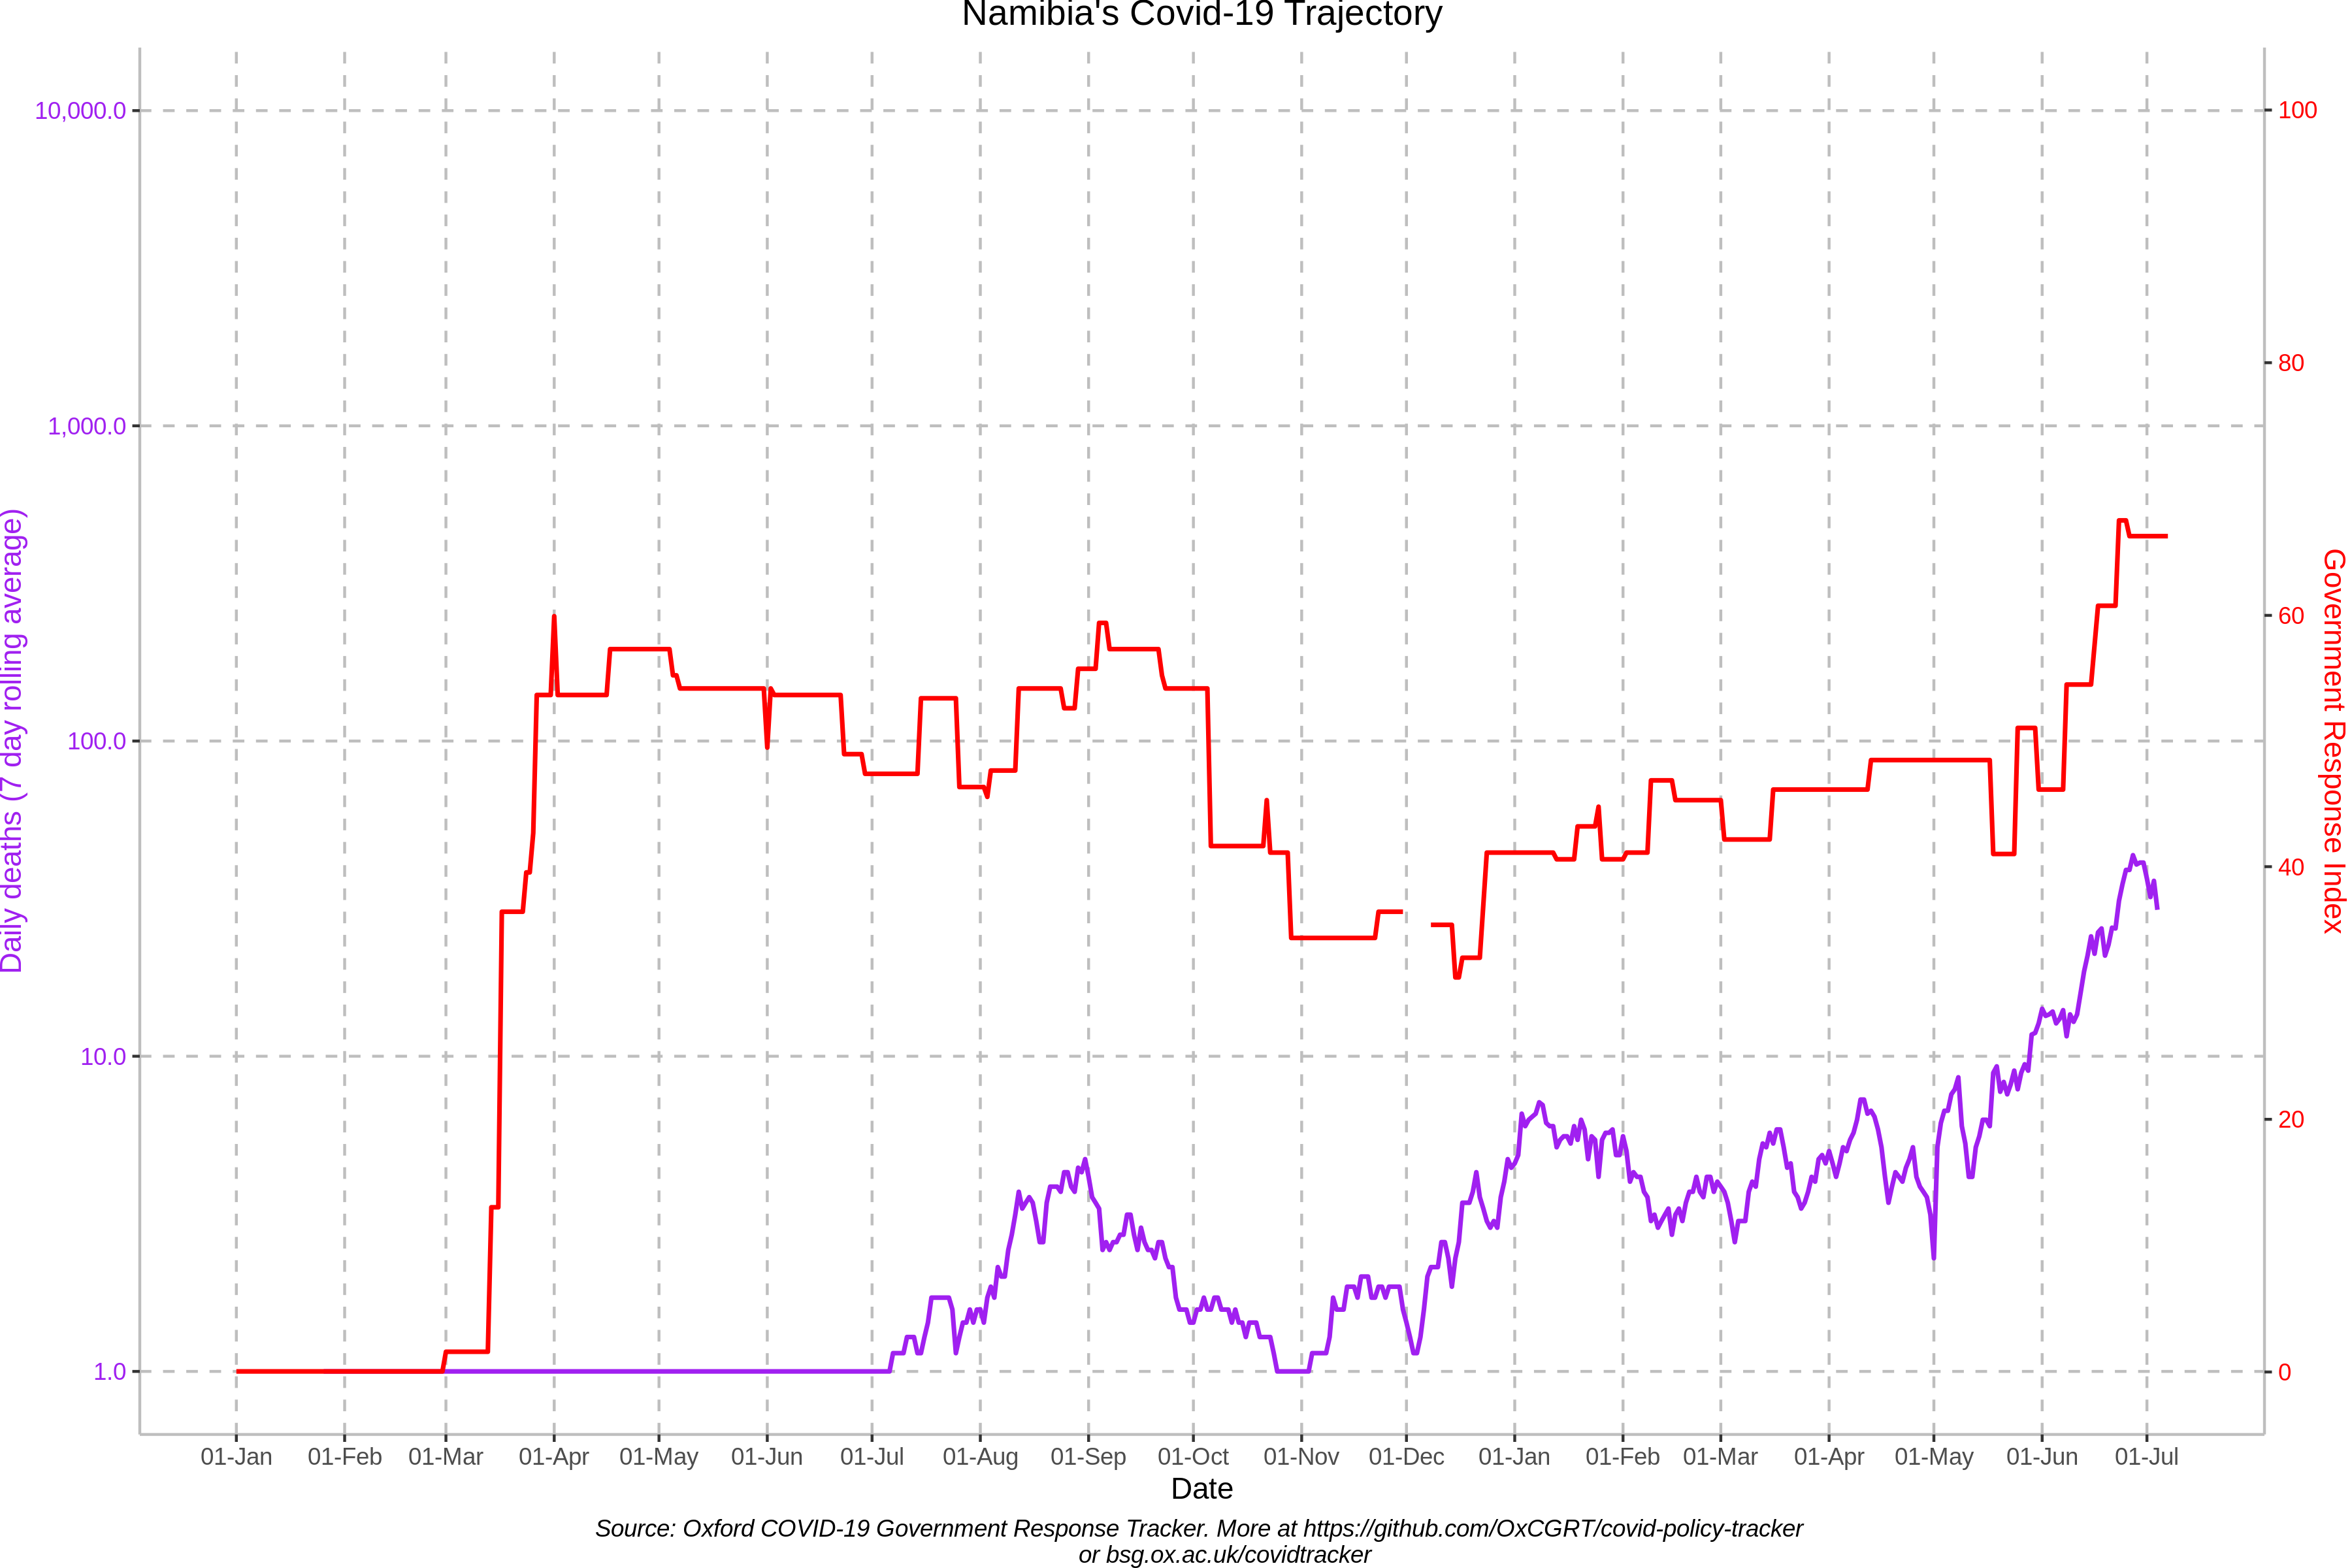 Namibia's Covid-19 Trajectory
10,000.0
1,000.0
100.0
10.0
1.0
Daily deaths (7 day rolling average)
100
80
60
40
20
0
Government Response Index
01-Jan 01-Feb 01-Mar 01-Apr 01-May 01-Jun 01-Jul 01-Aug 01-Sep 01-Oct 01-Nov 01-Dec 01-Jan 01-Feb 01-Mar 01-Apr 01-May 01-Jun 01-Jul
Date
Source: Oxford COVID-19 Government Response Tracker. More at https://github.com/OxCGRT/covid-policy-tracker
or bsg.ox.ac.uk/covidtracker